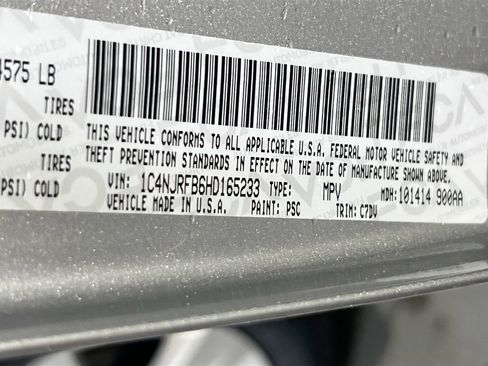 4575 LB
TIRES
PSI) COLD
TIRES
PSI) COLD
THIS VEHICLE CONFORMS TO ALL APPLICABLE U.S.A. FEDERAL MOTOR VEHICLE SAFETY AND
THEFT PREVENTION STANDARDS IN EFFECT ON THE DATE OF MANUFACTURE SHOWN ABOVE.
VIN: 1C4NJRFB6HD165233 TYPE: MPV MDH: 101414 900AA
VEHICLE MADE IN U.S.A. PAINT: PSC TRIM: C7DV